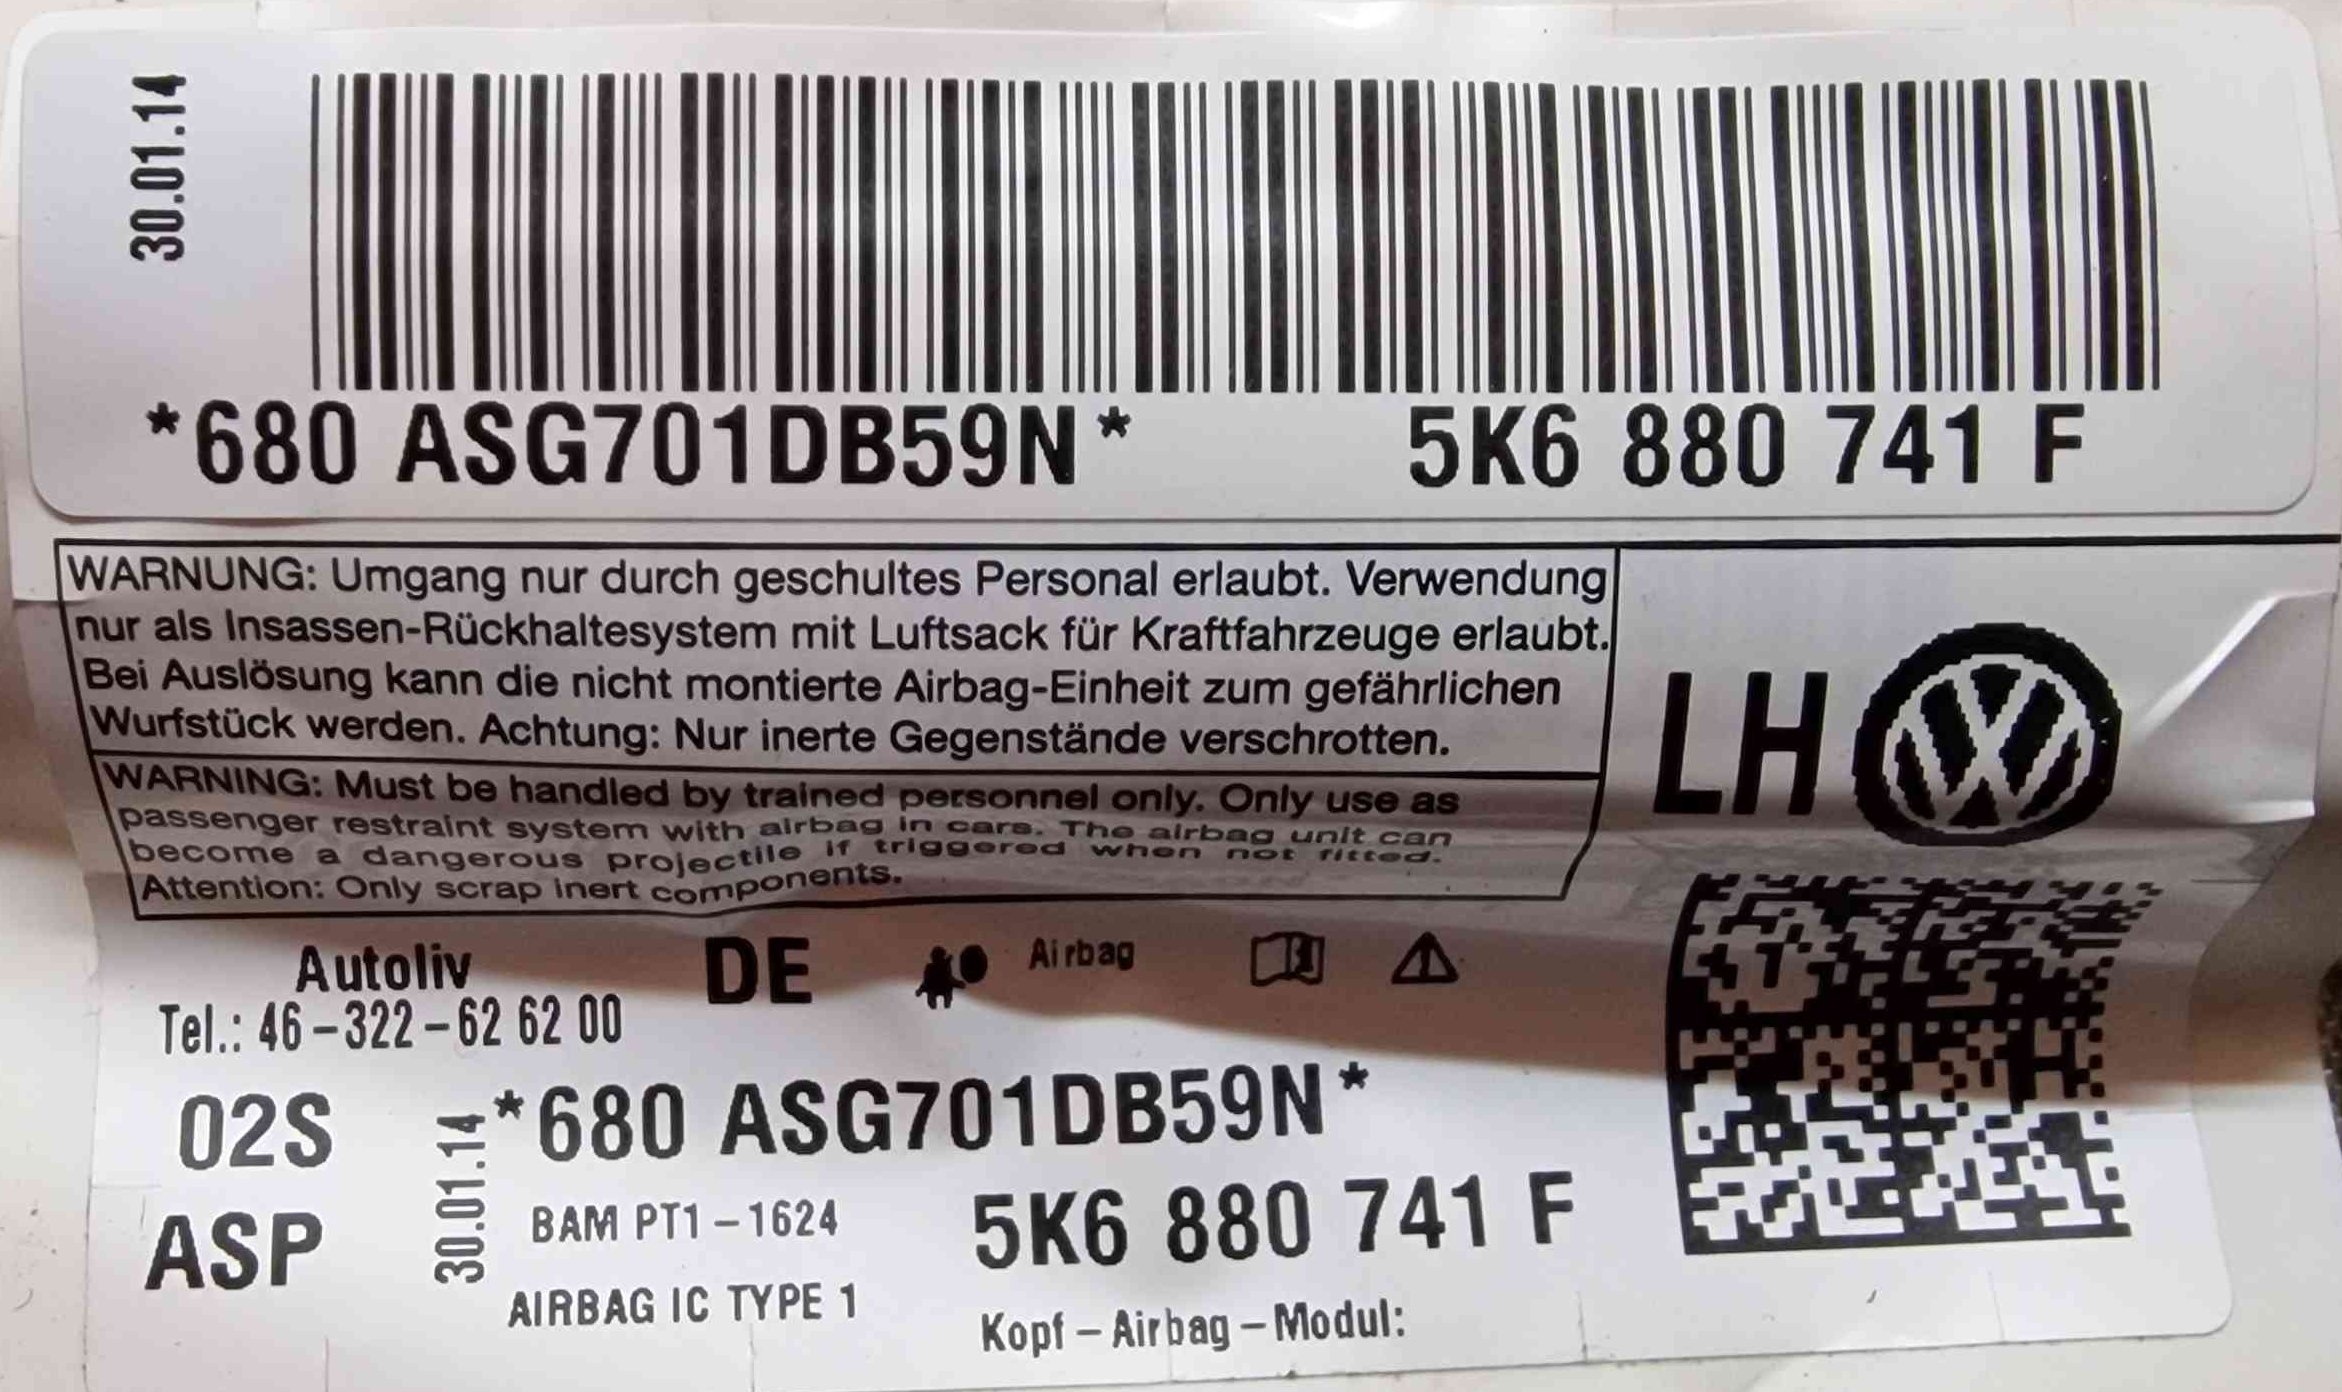 30.01.14
*680 ASG701DB59N* 5K6 880 741 F
WARNUNG: Umgang nur durch geschultes Personal erlaubt. Verwendung
nur als Insassen-Rückhaltesystem mit Luftsack für Kraftfahrzeuge erlaubt.
Bei Auslösung kann die nicht montierte Airbag-Einheit zum gefährlichen
Wurfstück werden. Achtung: Nur inerte Gegenstände verschrotten.
WARNING: Must be handled by trained personnel only. Only use as
passenger restraint system with airbag in cars. The airbag unit can
become a dangerous projectile if triggered when not fitted.
Attention: Only scrap inert components.
LH
Autoliv DE Airbag
Tel.: 46-322-62 62 00
02S 30.01.14 *680 ASG701DB59N*
ASP BAM PT1-1624 5K6 880 741 F
AIRBAG IC TYPE 1 Kopf-Airbag-Modul: